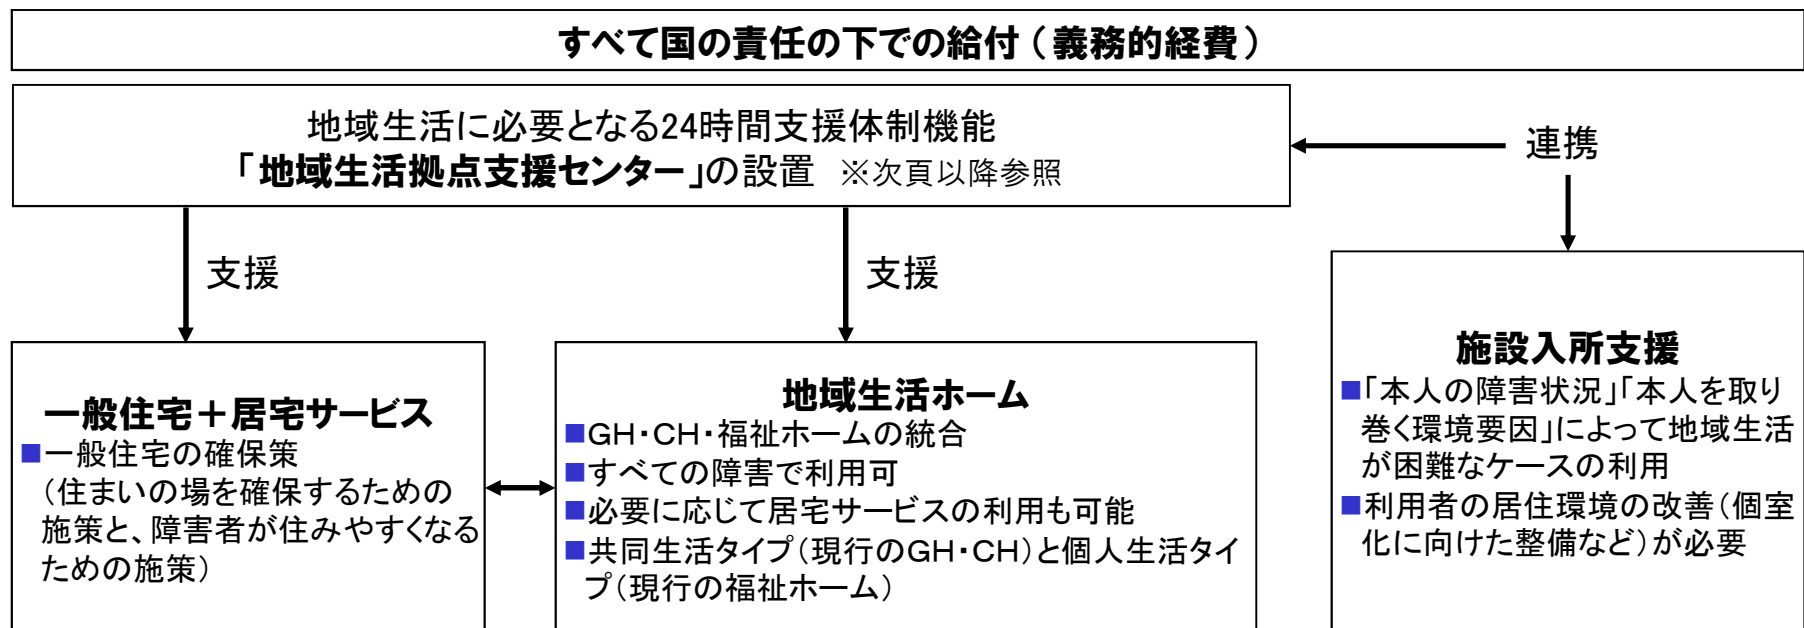 すべて国の責任の下での給付(義務的経費)
地域生活に必要となる24時間支援体制機能
「地域生活拠点支援センター」の設置 ※次頁以降参照
連携
支援
支援
一般住宅+居宅サービス
■一般住宅の確保策
(住まいの場を確保するための
施策と、障害者が住みやすくなる
ための施策)
地域生活ホーム
■GH・CH・福祉ホームの統合
■すべての障害で利用可
■必要に応じて居宅サービスの利用も可能
■共同生活タイプ(現行のGH・CH)と個人生活タイ
プ(現行の福祉ホーム)
施設入所支援
■「本人の障害状況」「本人を取り
巻く環境要因」によって地域生活
が困難なケースの利用
■利用者の居住環境の改善(個室
化に向けた整備など)が必要